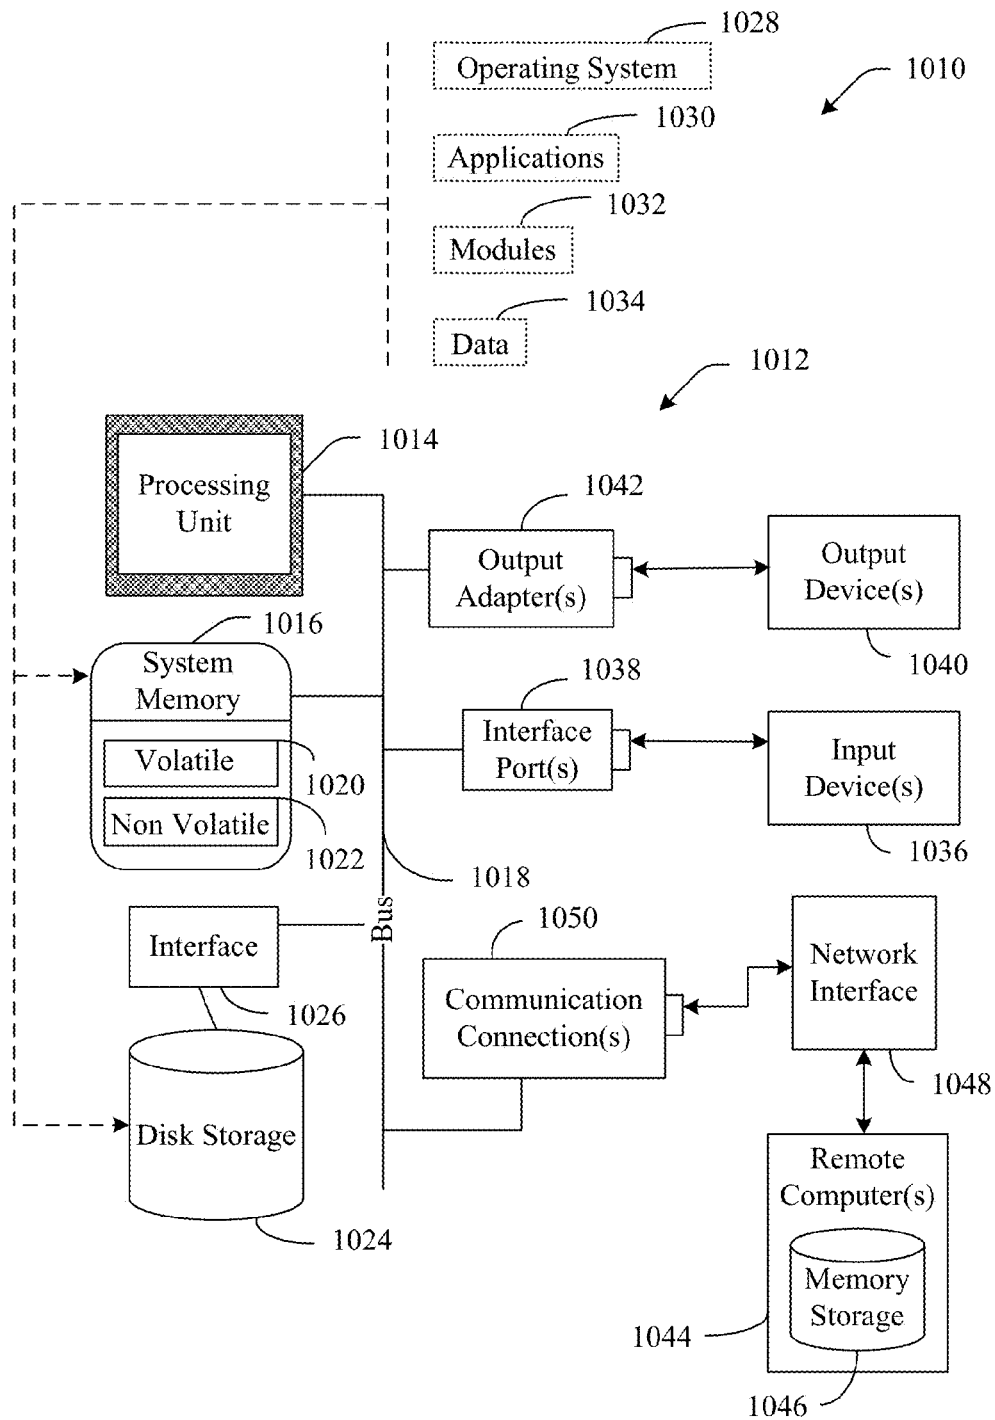 1028
Operating System
1010
1030
Applications
1032
Modules
1034
Data
1012
1014
Processing
Unit
1042
Output
Adapter(s)
Output
Device(s)
1040
1016
System
Memory
1038
Interface
Port(s)
Input
Device(s)
1036
Volatile
1020
Non Volatile
1022
1018
Bus
1050
Interface
1026
Communication
Connection(s)
Network
Interface
1048
Disk Storage
1024
Remote
Computer(s)
Memory
Storage
1044
1046